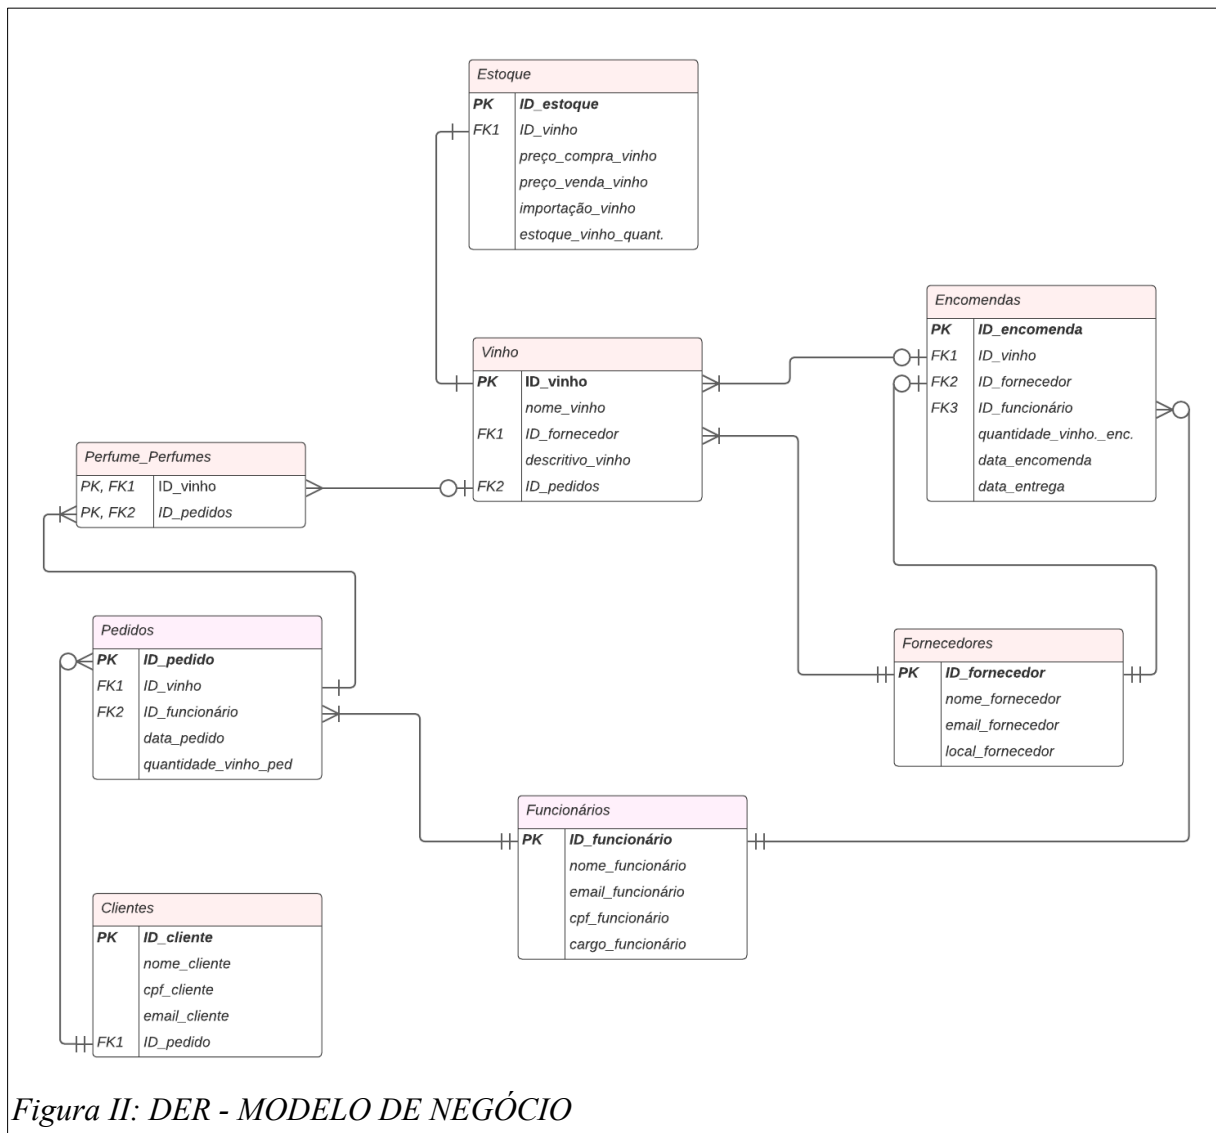 Estoque
PK ID_estoque
FK1 ID_vinho
preço_compra_vinho
preço_venda_vinho
importação_vinho
estoque_vinho_quant.
Encomendas
PK ID_encomenda
FK1 ID_vinho
FK2 ID_fornecedor
FK3 ID_funcionário
quantidade_vinho._enc.
data_encomenda
data_entrega
Vinho
PK ID_vinho
nome_vinho
FK1 ID_fornecedor
descritivo_vinho
FK2 ID_pedidos
Perfume_Perfumes
PK, FK1 ID_vinho
PK, FK2 ID_pedidos
Pedidos
PK ID_pedido
FK1 ID_vinho
FK2 ID_funcionário
data_pedido
quantidade_vinho_ped
Fornecedores
PK ID_fornecedor
nome_fornecedor
email_fornecedor
local_fornecedor
Funcionários
PK ID_funcionário
nome_funcionário
email_funcionário
cpf_funcionário
cargo_funcionário
Clientes
PK ID_cliente
nome_cliente
cpf_cliente
email_cliente
FK1 ID_pedido
Figura II: DER - MODELO DE NEGÓCIO